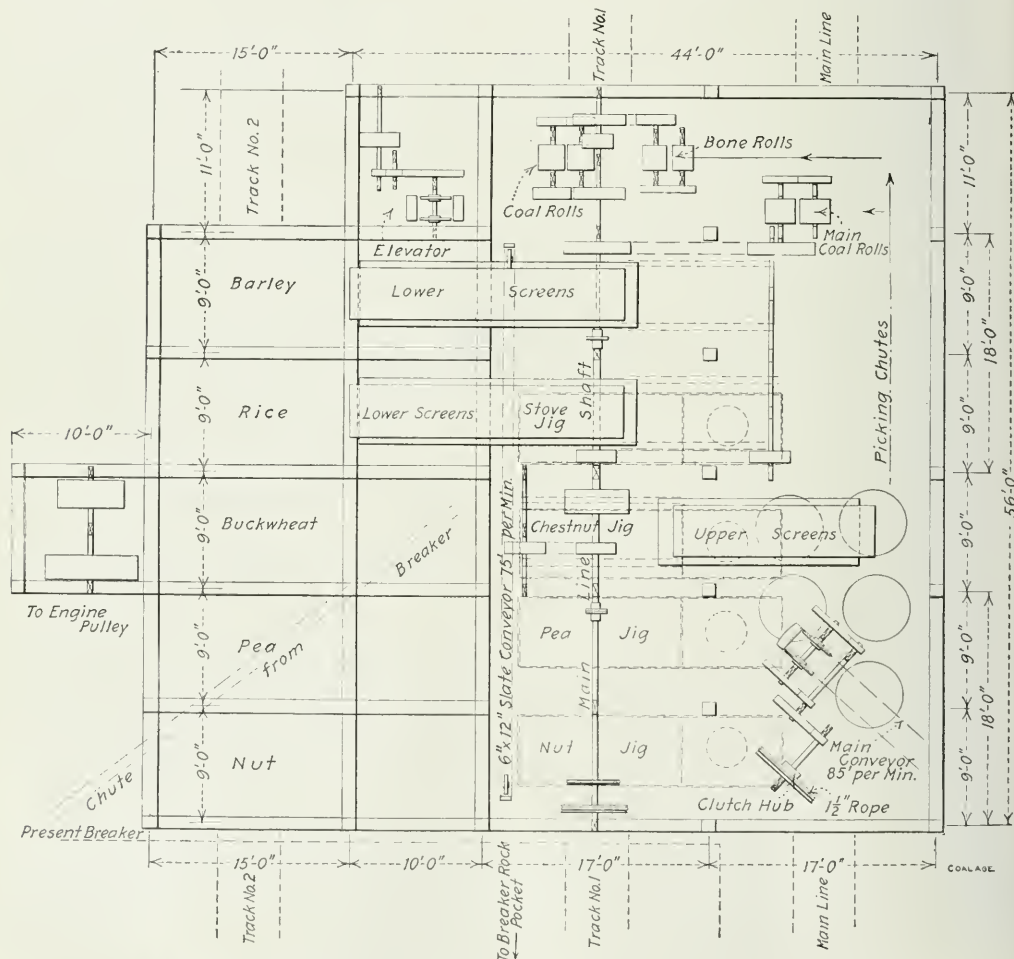 15'-0"
44'-0"
Track No.1
Main Line
11'-0"
Track No.2
Bone Rolls
Coal Rolls
Main
Coal Rolls
11'-0"
Elevator
9'-0"
Barley
Lower Screens
9'-0"
18'-0"
Shaft
Picking Chutes
56'-0"
9'-0"
Rice
Lower Screens
Stove
Jig
9'-0"
10'-0"
9'-0"
Buckwheat
Breaker
6"x 12" Slate Conveyor 75' per Min.
Chestnut Jig
Upper Screens
9'-0"
Line
To Engine
Pulley
9'-0"
Pea
from
Pea Jig
9'-0"
Main
18'-0"
9'-0"
Nut
Nut Jig
Main
Conveyor
85' per Min.
9'-0"
Chute
Clutch Hub
1½" Rope
Present Breaker
15'-0"
10'-0"
17'-0"
17'-0"
COAL AGE
Track No.2
To Breaker Rock
Pocket
Track No.1
Main Line